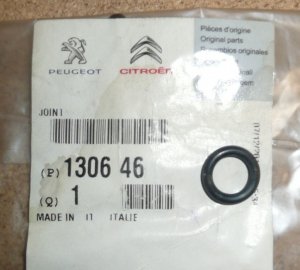 Pièces d'origine
Original parts
Recambios originales
PEUGEOT
CITROËN
JOINT
(P) 1306 46
(Q) 1
MADE IN IT ITALIE